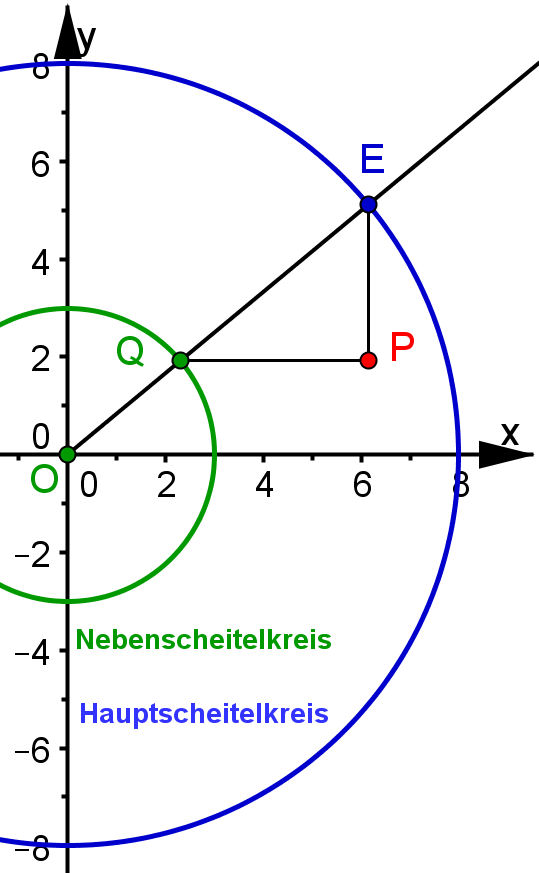 y
8
E
6
4
Q
2
P
0
x
O
0
2
4
6
8
−2
Nebenscheitelkreis
−4
Hauptscheitelkreis
−6
−8